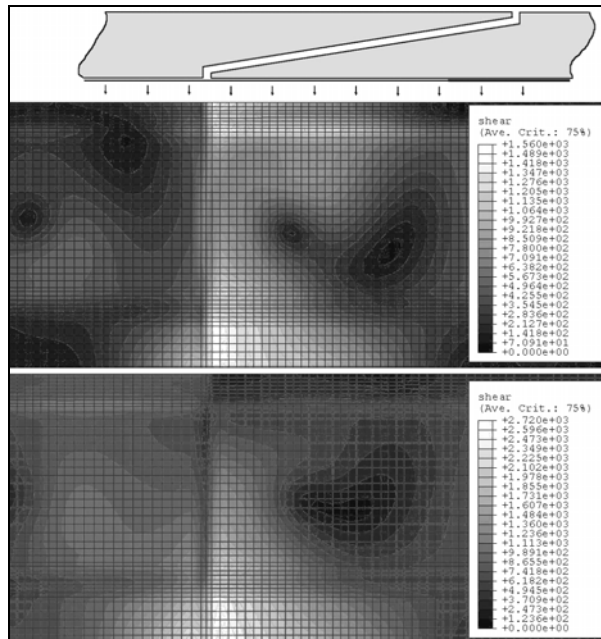 shear
(Ave. Crit.: 75%)
+1.560e+03
+1.489e+03
+1.418e+03
+1.347e+03
+1.276e+03
+1.205e+03
+1.135e+03
+1.064e+03
+9.927e+02
+9.218e+02
+8.509e+02
+7.800e+02
+7.091e+02
+6.382e+02
+5.673e+02
+4.964e+02
+4.255e+02
+3.545e+02
+2.836e+02
+2.127e+02
+1.418e+02
+7.091e+01
+0.000e+00
shear
(Ave. Crit.: 75%)
+2.720e+03
+2.596e+03
+2.473e+03
+2.349e+03
+2.225e+03
+2.102e+03
+1.978e+03
+1.855e+03
+1.731e+03
+1.607e+03
+1.484e+03
+1.360e+03
+1.236e+03
+1.113e+03
+9.891e+02
+8.655e+02
+7.418e+02
+6.182e+02
+4.945e+02
+3.709e+02
+2.473e+02
+1.236e+02
+0.000e+00